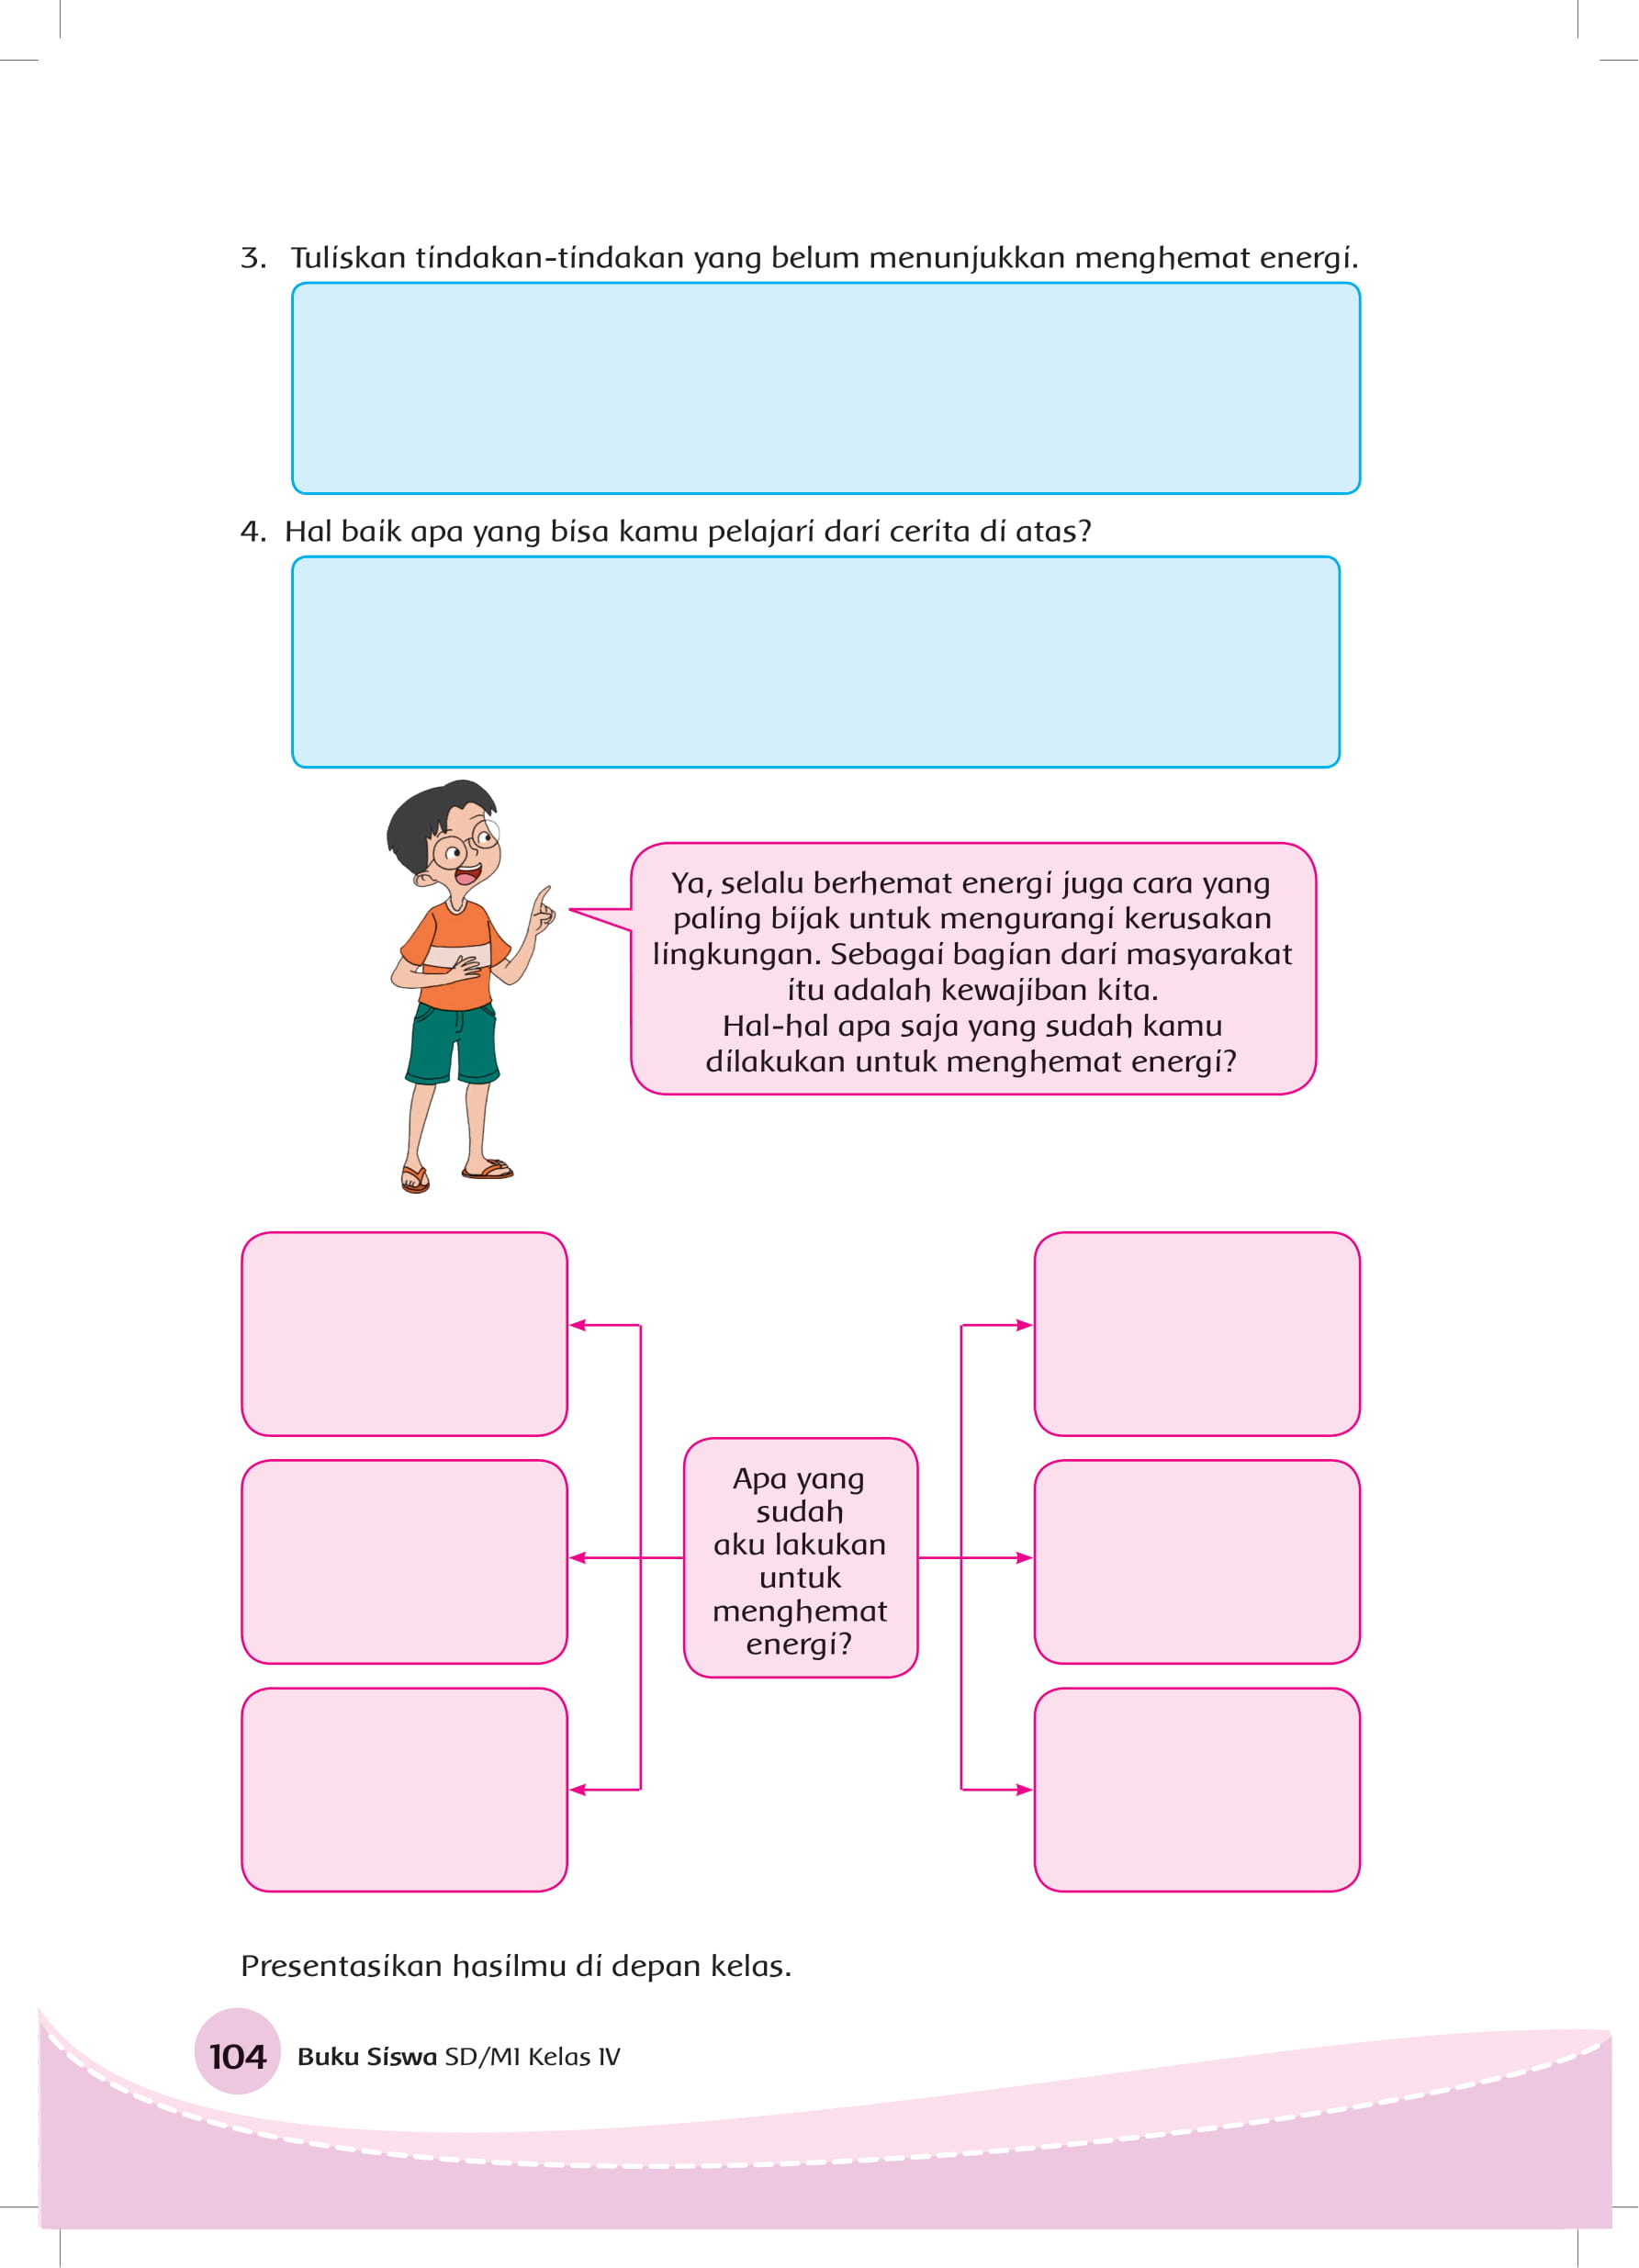 3. Tuliskan tindakan-tindakan yang belum menunjukkan menghemat energi.
4. Hal baik apa yang bisa kamu pelajari dari cerita di atas?
Ya, selalu berhemat energi juga cara yang
paling bijak untuk mengurangi kerusakan
lingkungan. Sebagai bagian dari masyarakat
itu adalah kewajiban kita.
Hal-hal apa saja yang sudah kamu
dilakukan untuk menghemat energi?
Apa yang
sudah
aku lakukan
untuk
menghemat
energi?
Presentasikan hasilmu di depan kelas.
104 Buku Siswa SD/MI Kelas IV